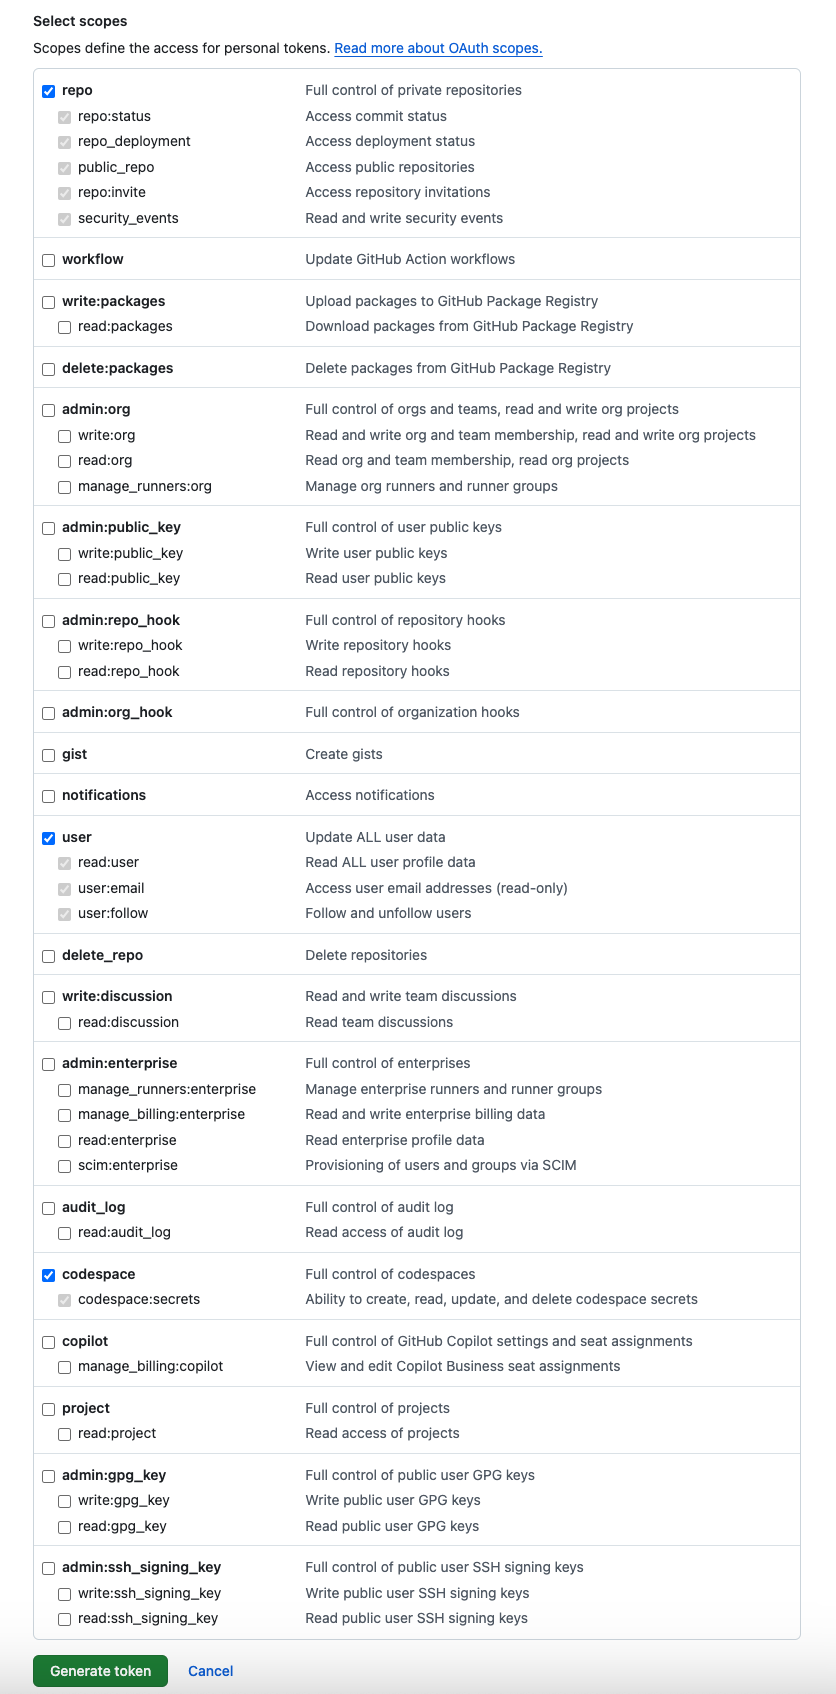 Select scopes
Scopes define the access for personal tokens. Read more about OAuth scopes.
repo Full control of private repositories
repo:status Access commit status
repo_deployment Access deployment status
public_repo Access public repositories
repo:invite Access repository invitations
security_events Read and write security events
workflow Update GitHub Action workflows
write:packages Upload packages to GitHub Package Registry
read:packages Download packages from GitHub Package Registry
delete:packages Delete packages from GitHub Package Registry
admin:org Full control of orgs and teams, read and write org projects
write:org Read and write org and team membership, read and write org projects
read:org Read org and team membership, read org projects
manage_runners:org Manage org runners and runner groups
admin:public_key Full control of user public keys
write:public_key Write user public keys
read:public_key Read user public keys
admin:repo_hook Full control of repository hooks
write:repo_hook Write repository hooks
read:repo_hook Read repository hooks
admin:org_hook Full control of organization hooks
gist Create gists
notifications Access notifications
user Update ALL user data
read:user Read ALL user profile data
user:email Access user email addresses (read-only)
user:follow Follow and unfollow users
delete_repo Delete repositories
write:discussion Read and write team discussions
read:discussion Read team discussions
admin:enterprise Full control of enterprises
manage_runners:enterprise Manage enterprise runners and runner groups
manage_billing:enterprise Read and write enterprise billing data
read:enterprise Read enterprise profile data
scim:enterprise Provisioning of users and groups via SCIM
audit_log Full control of audit log
read:audit_log Read access of audit log
codespace Full control of codespaces
codespace:secrets Ability to create, read, update, and delete codespace secrets
copilot Full control of GitHub Copilot settings and seat assignments
manage_billing:copilot View and edit Copilot Business seat assignments
project Full control of projects
read:project Read access of projects
admin:gpg_key Full control of public user GPG keys
write:gpg_key Write public user GPG keys
read:gpg_key Read public user GPG keys
admin:ssh_signing_key Full control of public user SSH signing keys
write:ssh_signing_key Write public user SSH signing keys
read:ssh_signing_key Read public user SSH signing keys
Generate token Cancel